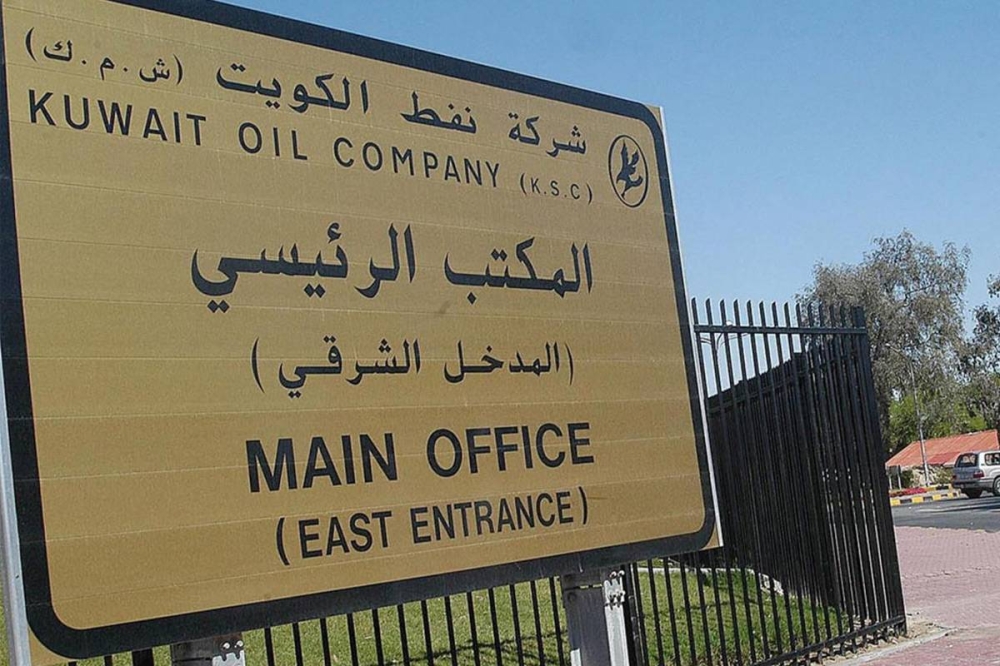 شركة نفط الكويت (ش.م.ك)
KUWAIT OIL COMPANY (K.S.C)
المكتب الرئيسي
(المدخل الشرقي)
MAIN OFFICE
(EAST ENTRANCE)